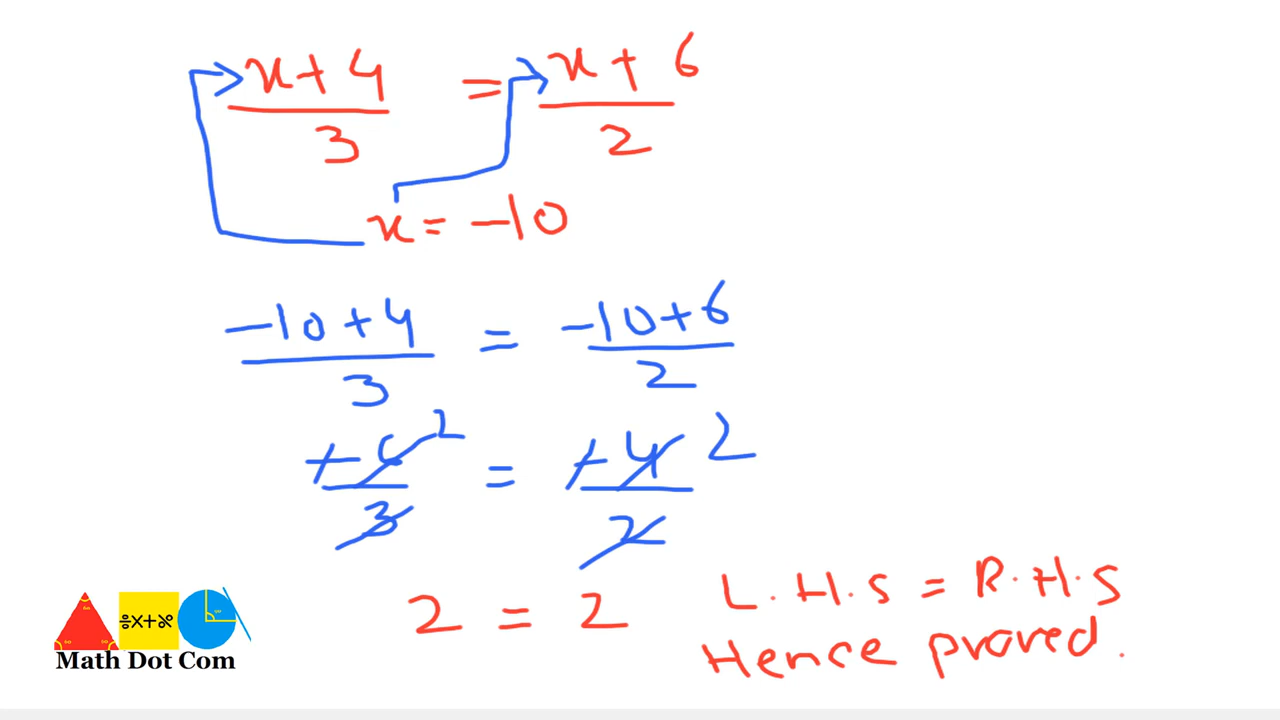 x + 4 / 3 = x + 6 / 2
x = -10
-10 + 4 / 3 = -10 + 6 / 2
-6 / 3 2 = -4 / 2 2
2 = 2
L.H.S = R.H.S
Hence proved.
÷X+%
Math Dot Com